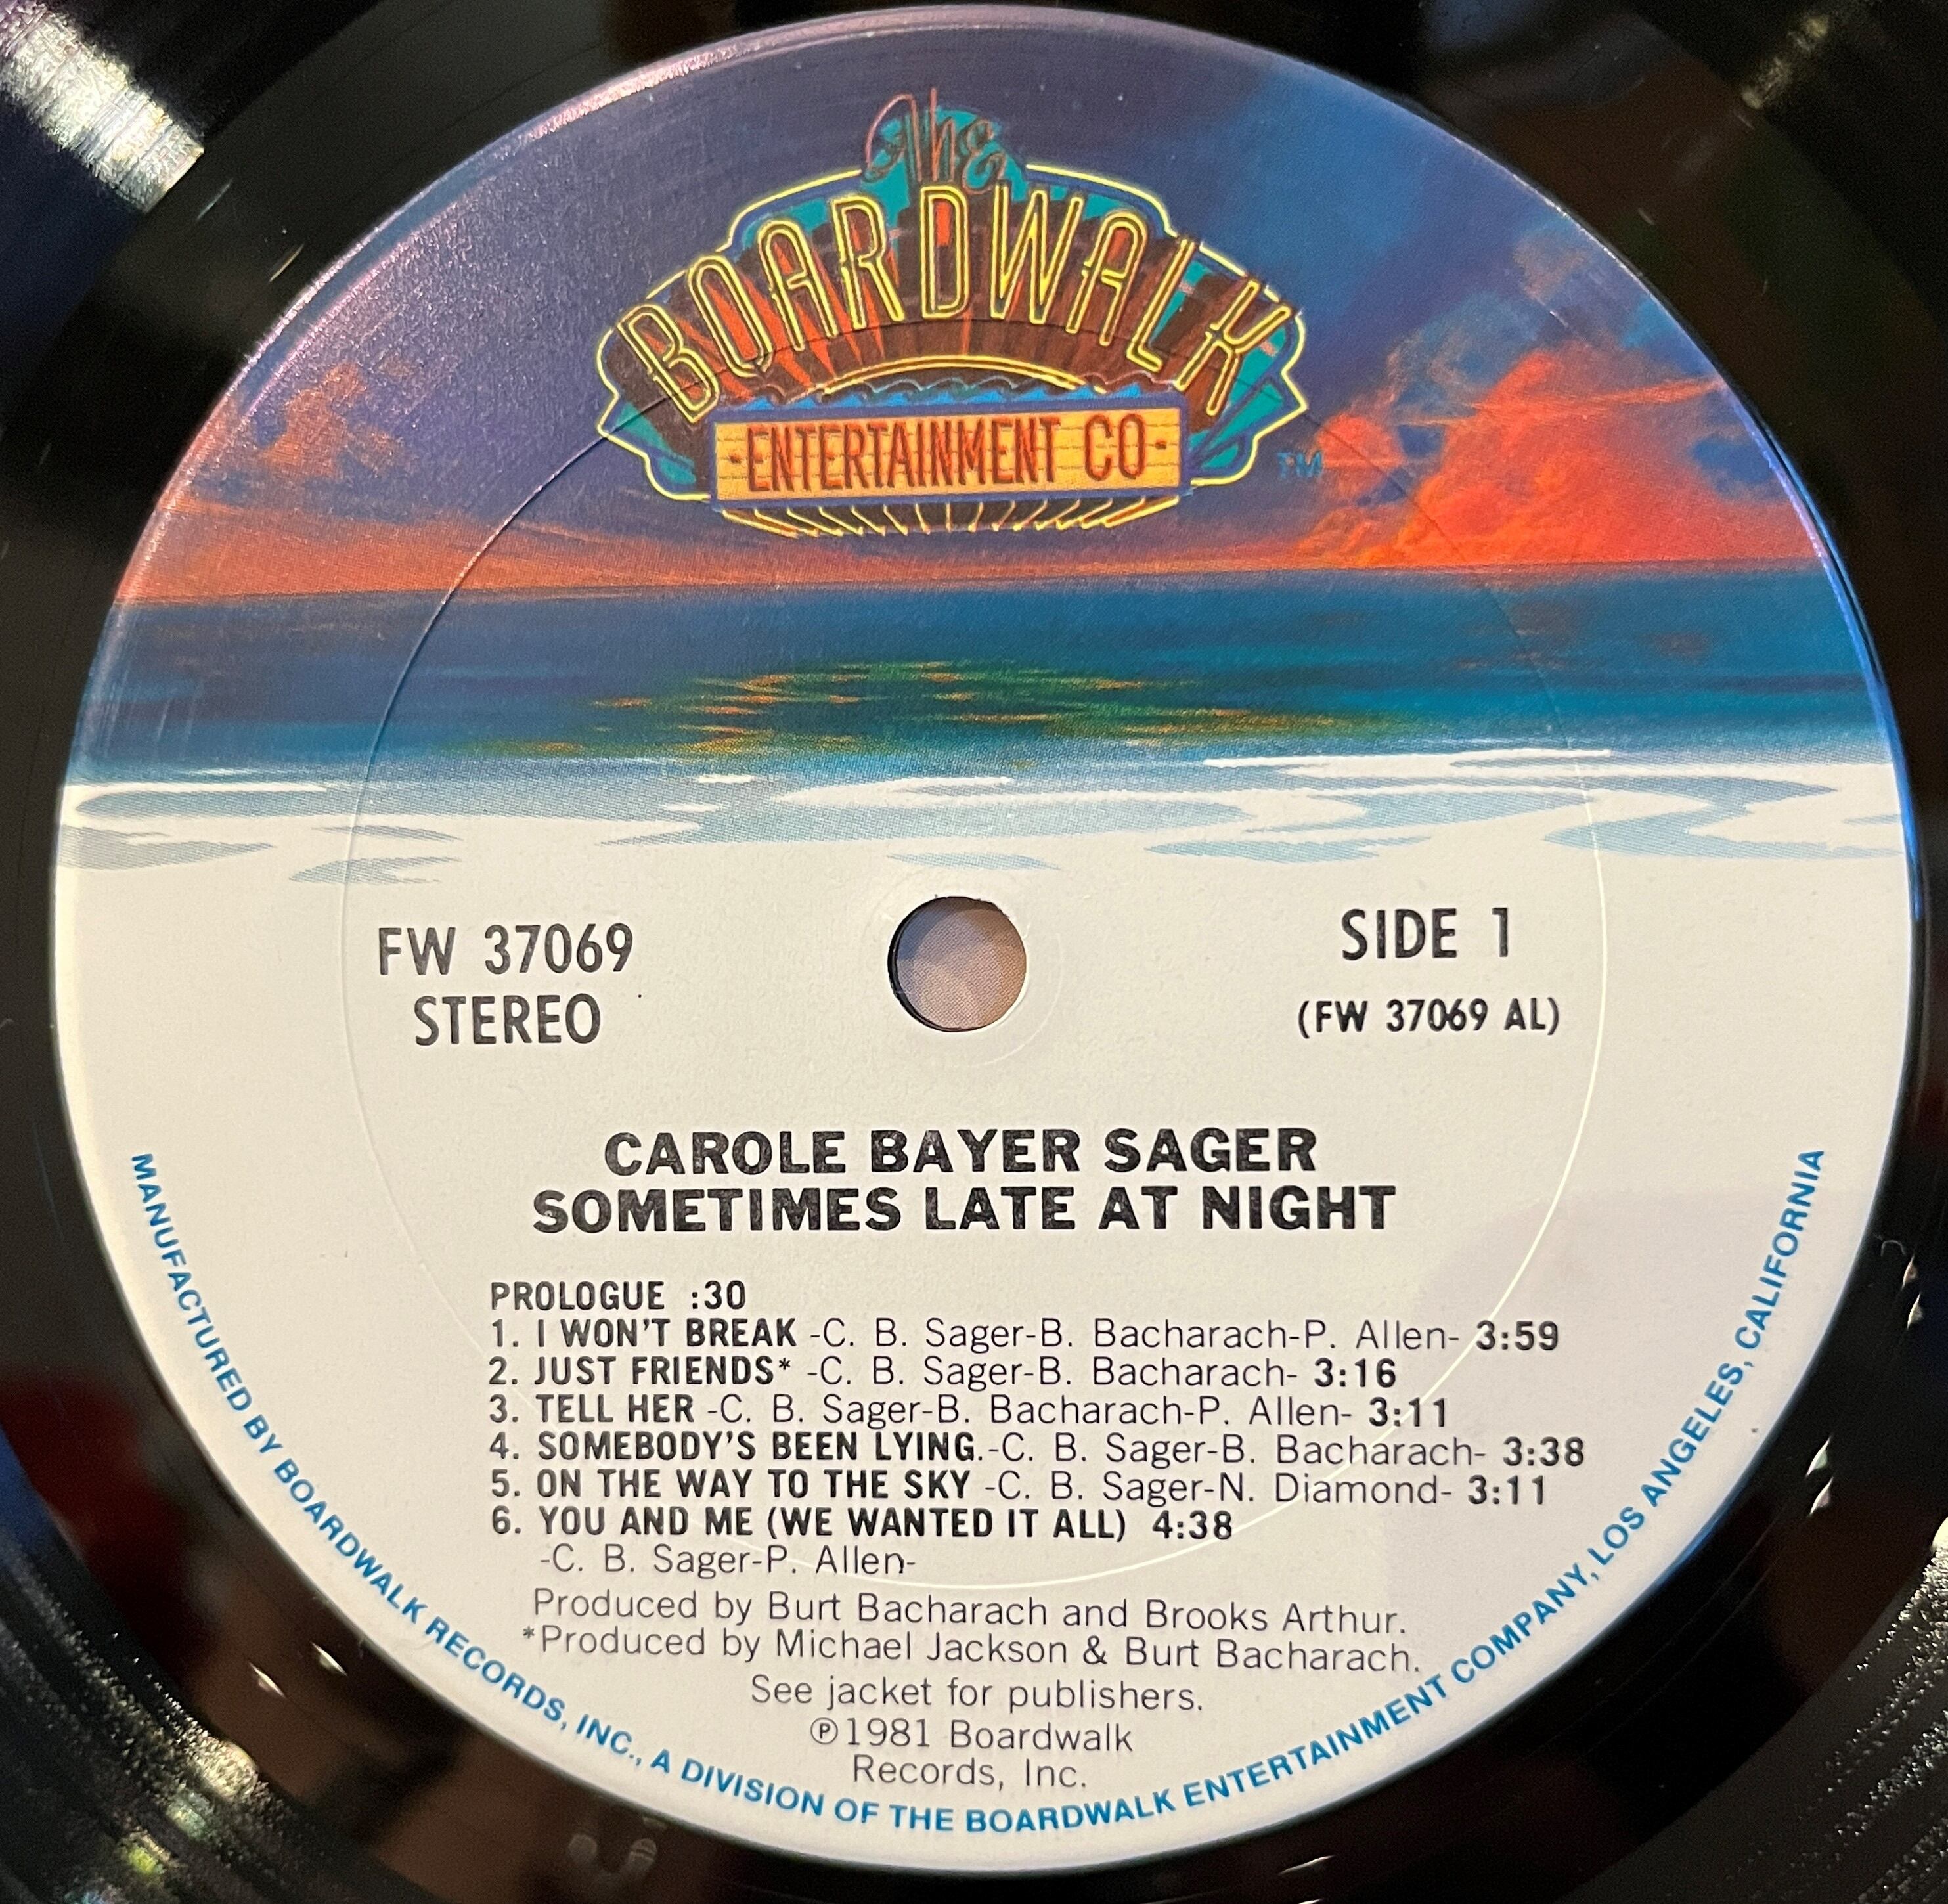 The
BOARDWALK
-ENTERTAINMENT CO-
TM
FW 37069
STEREO
SIDE 1
(FW 37069 AL)
CAROLE BAYER SAGER
SOMETIMES LATE AT NIGHT
PROLOGUE :30
1. I WON'T BREAK -C. B. Sager-B. Bacharach-P. Allen- 3:59
2. JUST FRIENDS* -C. B. Sager-B. Bacharach- 3:16
3. TELL HER -C. B. Sager-B. Bacharach-P. Allen- 3:11
4. SOMEBODY'S BEEN LYING.-C. B. Sager-B. Bacharach- 3:38
5. ON THE WAY TO THE SKY -C. B. Sager-N. Diamond- 3:11
6. YOU AND ME (WE WANTED IT ALL) 4:38
-C. B. Sager-P. Allen-
Produced by Burt Bacharach and Brooks Arthur.
*Produced by Michael Jackson & Burt Bacharach.
See jacket for publishers.
℗1981 Boardwalk
Records, Inc.
MANUFACTURED BY BOARDWALK RECORDS, INC., A DIVISION OF THE BOARDWALK ENTERTAINMENT COMPANY, LOS ANGELES, CALIFORNIA